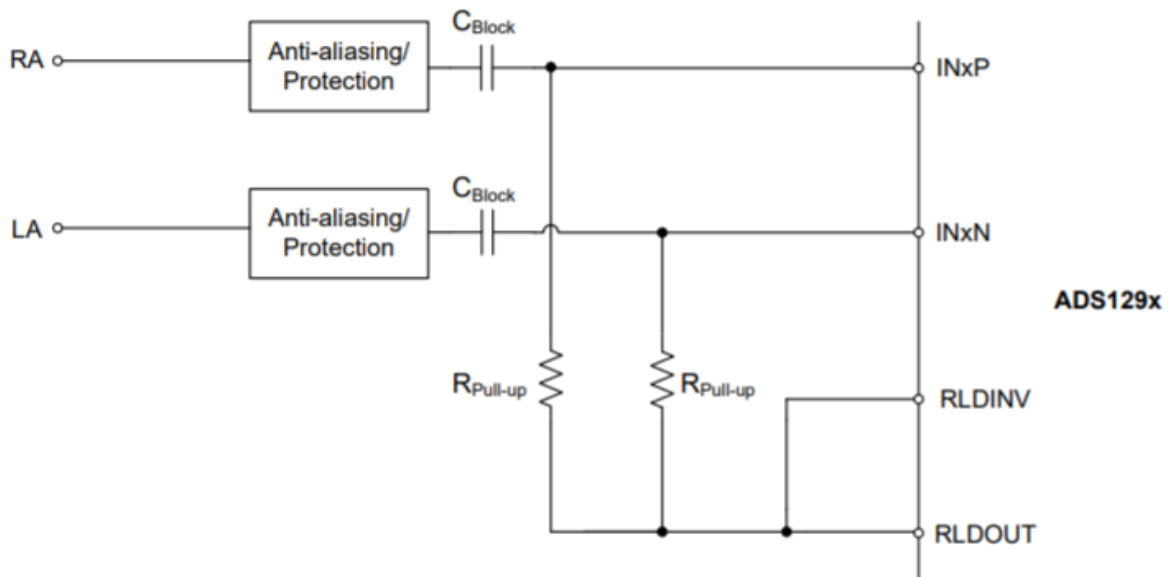 C_Block
RA
Anti-aliasing/
Protection
INxP
C_Block
LA
Anti-aliasing/
Protection
INxN
ADS129x
R_Pull-up
R_Pull-up
RLDINV
RLDOUT